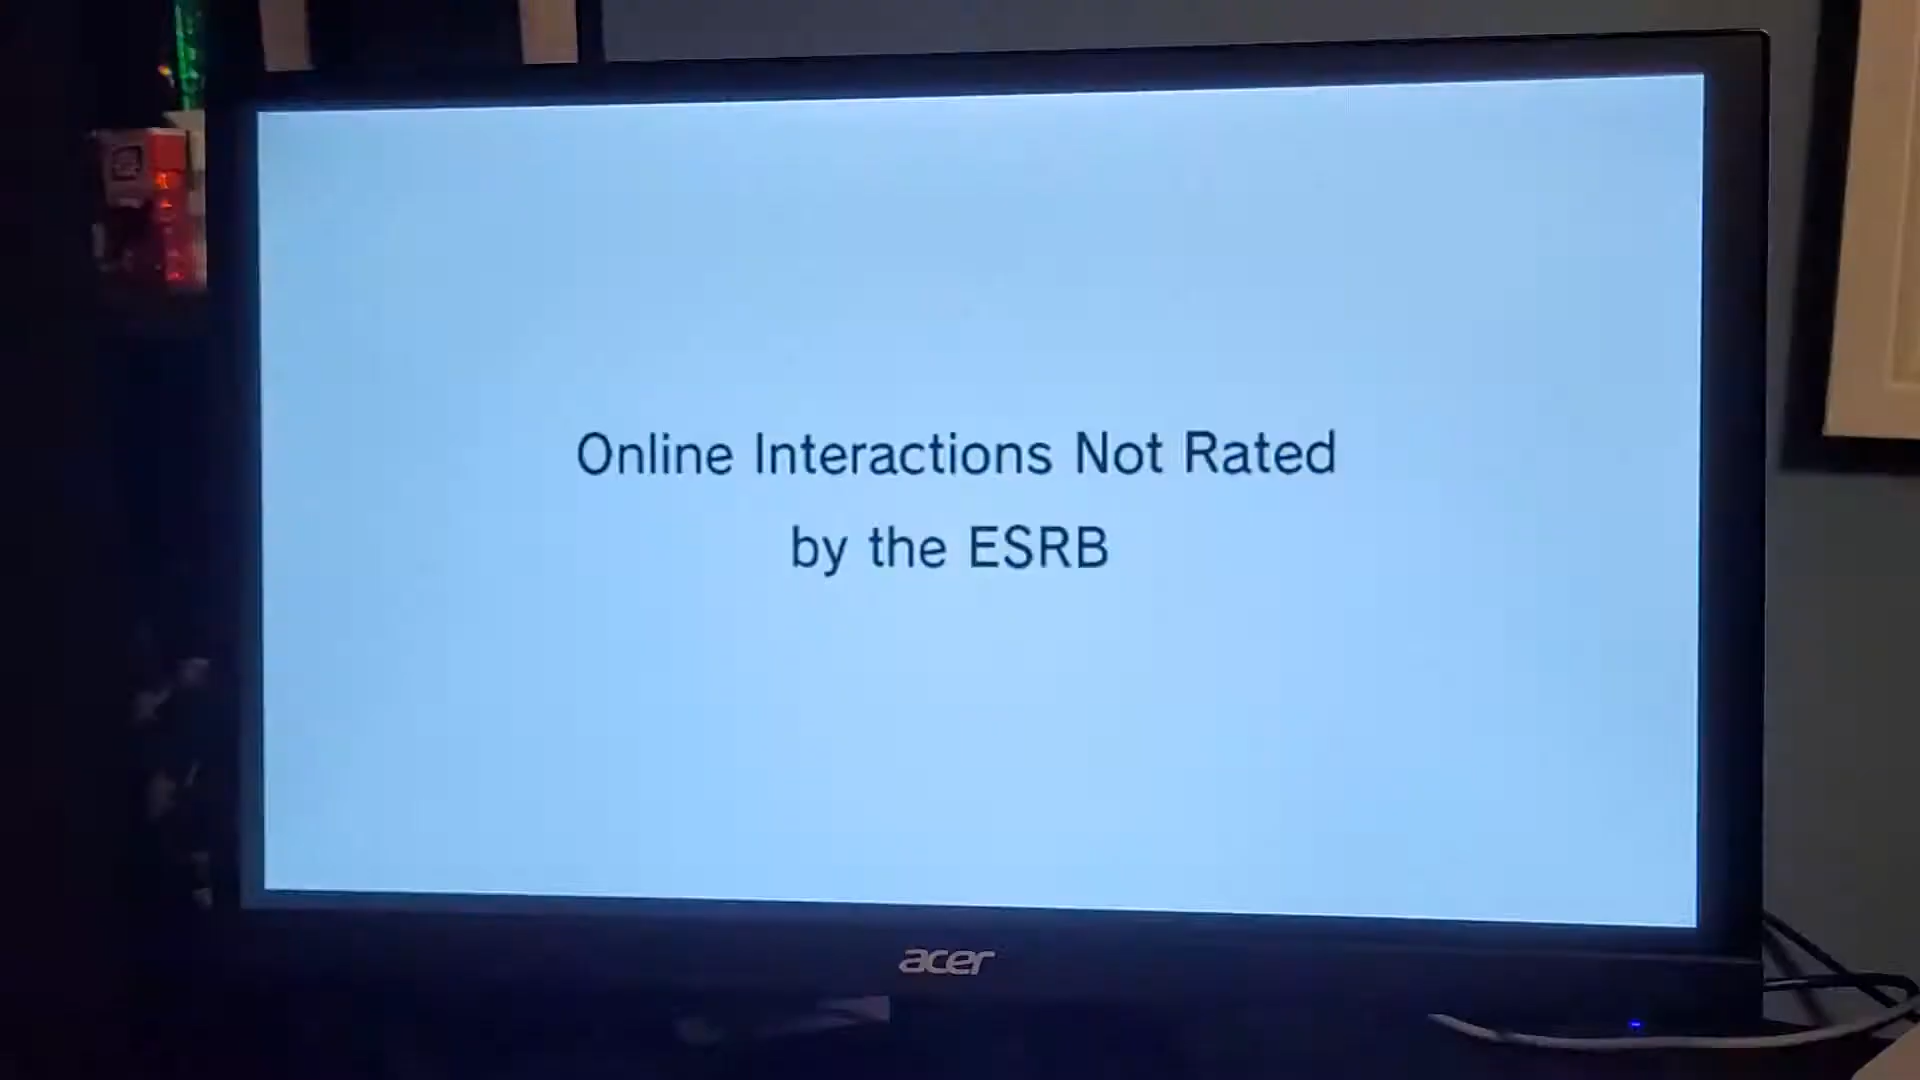 Online Interactions Not Rated
by the ESRB
acer